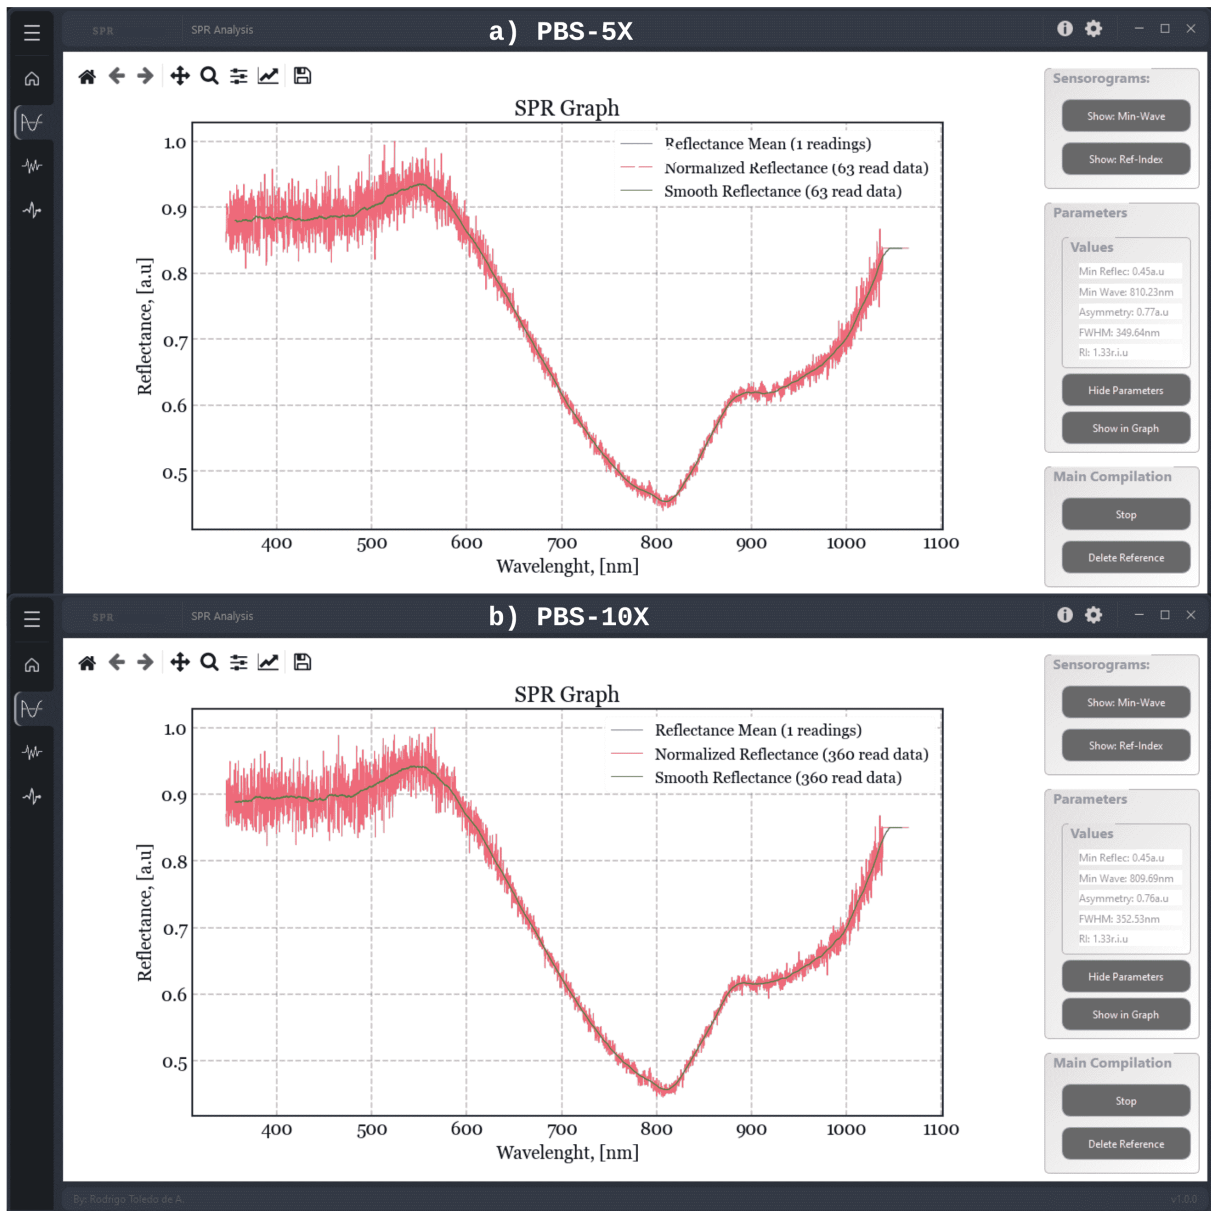 SPR SPR Analysis a) PBS-5X
SPR Graph
Reflectance Mean (1 readings)
Normalized Reflectance (63 read data)
Smooth Reflectance (63 read data)
1.0
0.9
0.8
0.7
0.6
0.5
Reflectance, [a.u]
400 500 600 700 800 900 1000 1100
Wavelenght, [nm]
Sensorograms:
Show: Min-Wave
Show: Ref-Index
Parameters
Values
Min Reflec: 0.45a.u
Min Wave: 810.23nm
Asymmetry: 0.77a.u
FWHM: 349.64nm
RI: 1.33r.i.u
Hide Parameters
Show in Graph
Main Compilation
Stop
Delete Reference
SPR SPR Analysis b) PBS-10X
SPR Graph
Reflectance Mean (1 readings)
Normalized Reflectance (360 read data)
Smooth Reflectance (360 read data)
1.0
0.9
0.8
0.7
0.6
0.5
Reflectance, [a.u]
400 500 600 700 800 900 1000 1100
Wavelenght, [nm]
Sensorograms:
Show: Min-Wave
Show: Ref-Index
Parameters
Values
Min Reflec: 0.45a.u
Min Wave: 809.69nm
Asymmetry: 0.76a.u
FWHM: 352.53nm
RI: 1.33r.i.u
Hide Parameters
Show in Graph
Main Compilation
Stop
Delete Reference
By: Rodrigo Toledo de A. v1.0.0